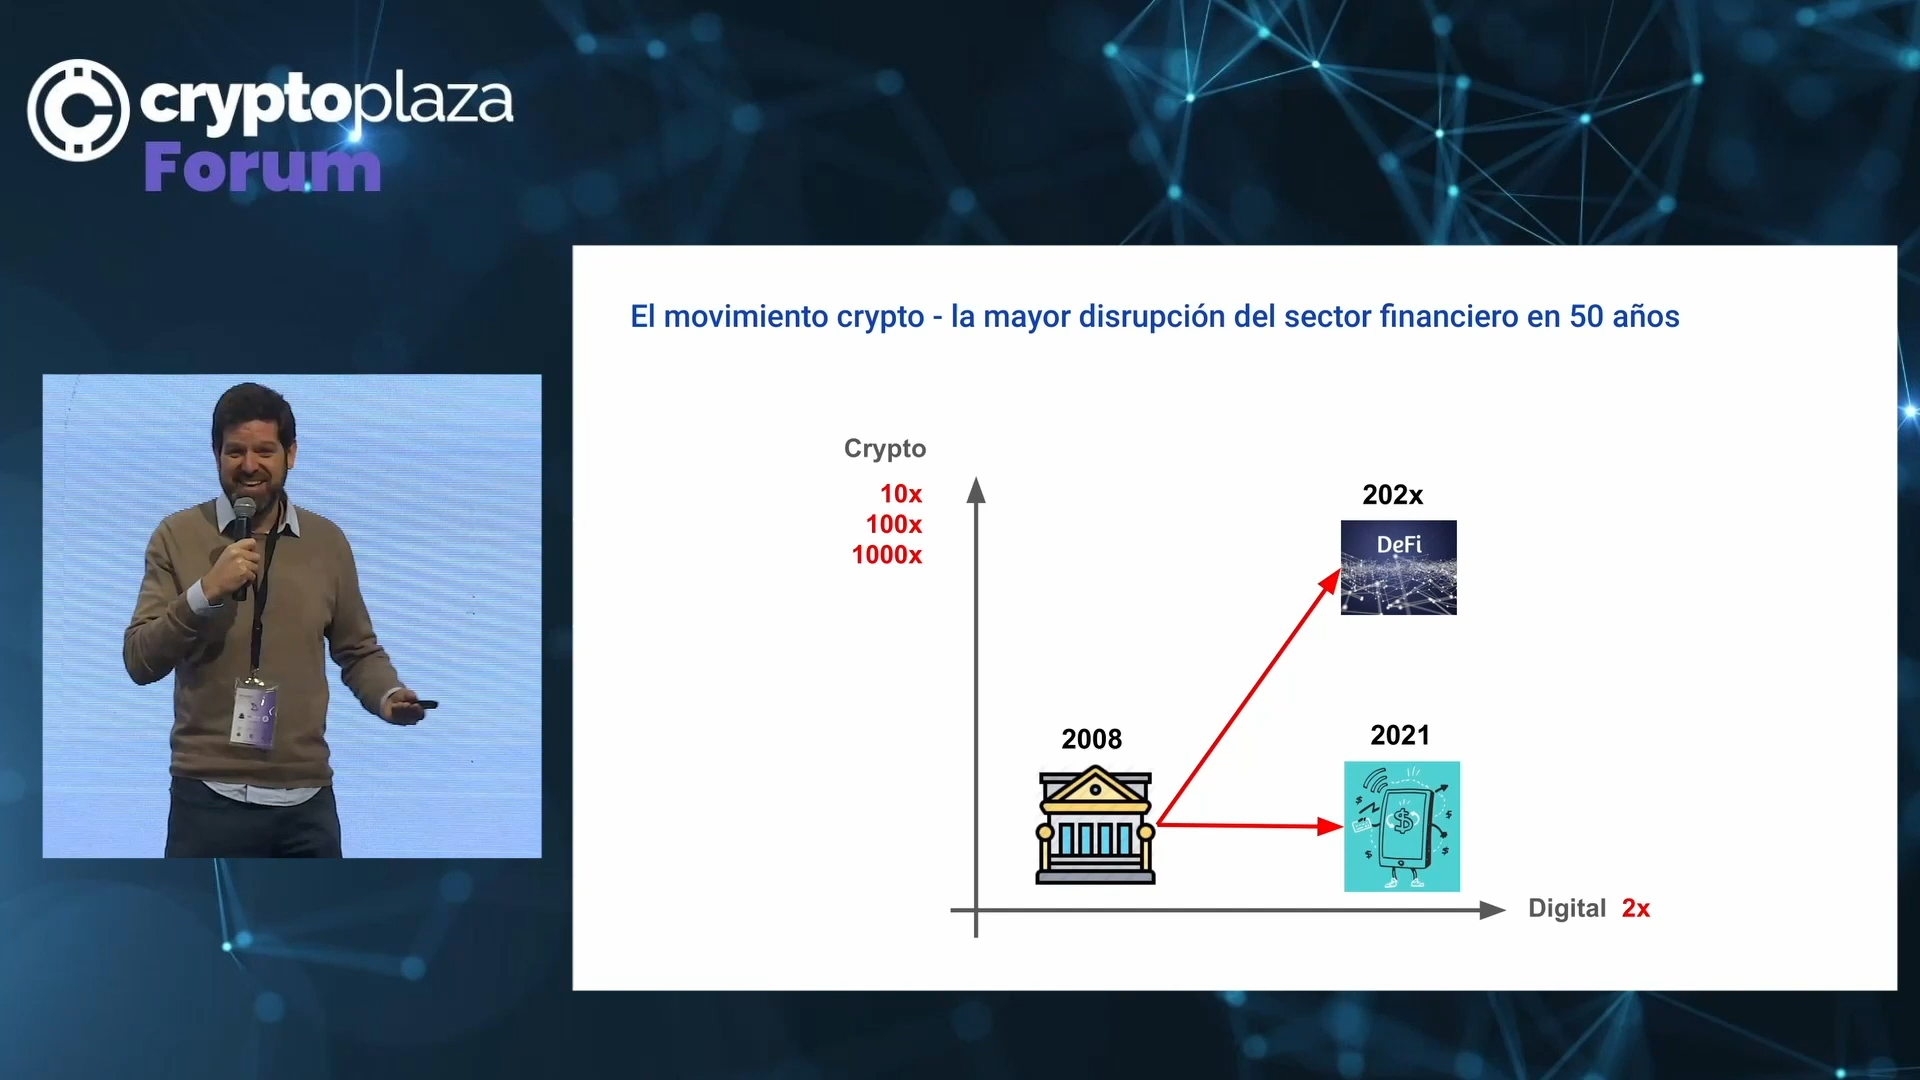 cryptoplaza
Forum
El movimiento crypto - la mayor disrupción del sector financiero en 50 años
Crypto
10x
100x
1000x
202x
DeFi
2008
2021
$
Digital 2x